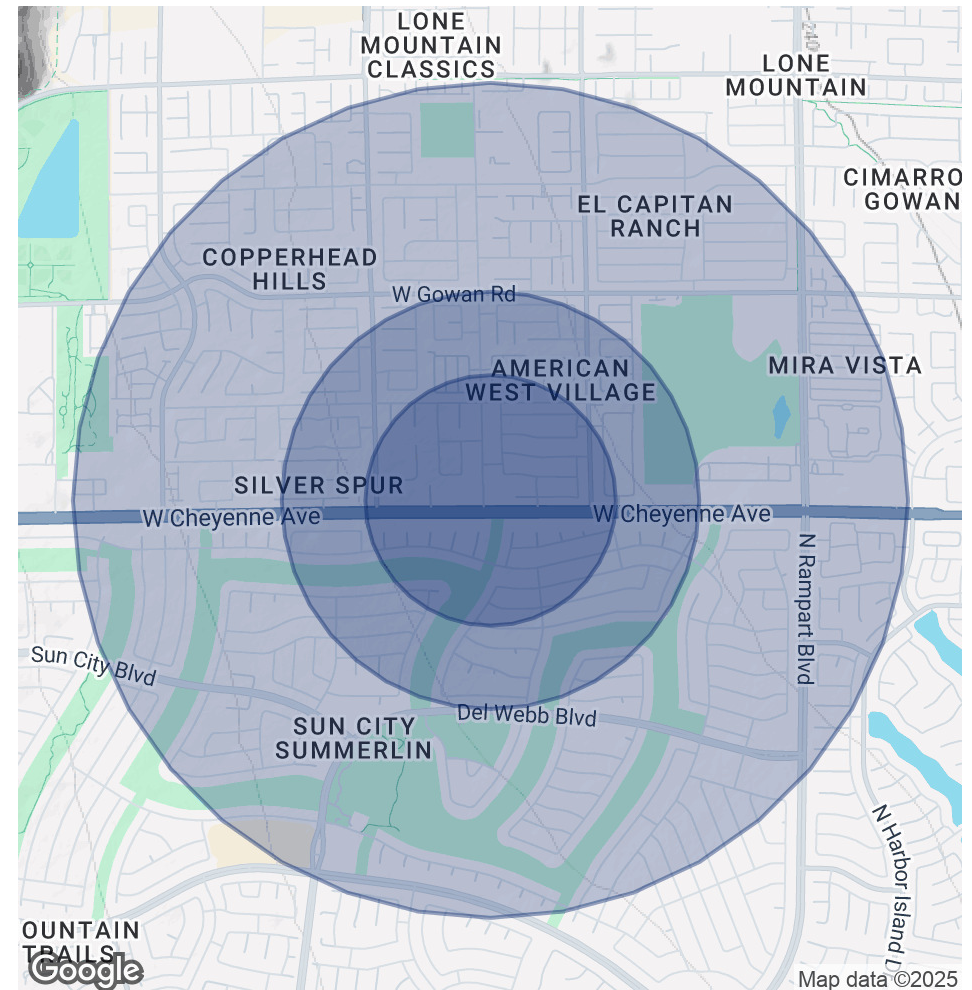 LONE
MOUNTAIN
CLASSICS
LONE
MOUNTAIN
CIMARRO
GOWAN
EL CAPITAN
RANCH
COPPERHEAD
HILLS
W Gowan Rd
AMERICAN
WEST VILLAGE
MIRA VISTA
SILVER SPUR
W Cheyenne Ave
W Cheyenne Ave
N Rampart Blvd
Sun City Blvd
Del Webb Blvd
SUN CITY
SUMMERLIN
N Harbor Island D
OUNTAIN
TRAILS
Google
Map data ©2025